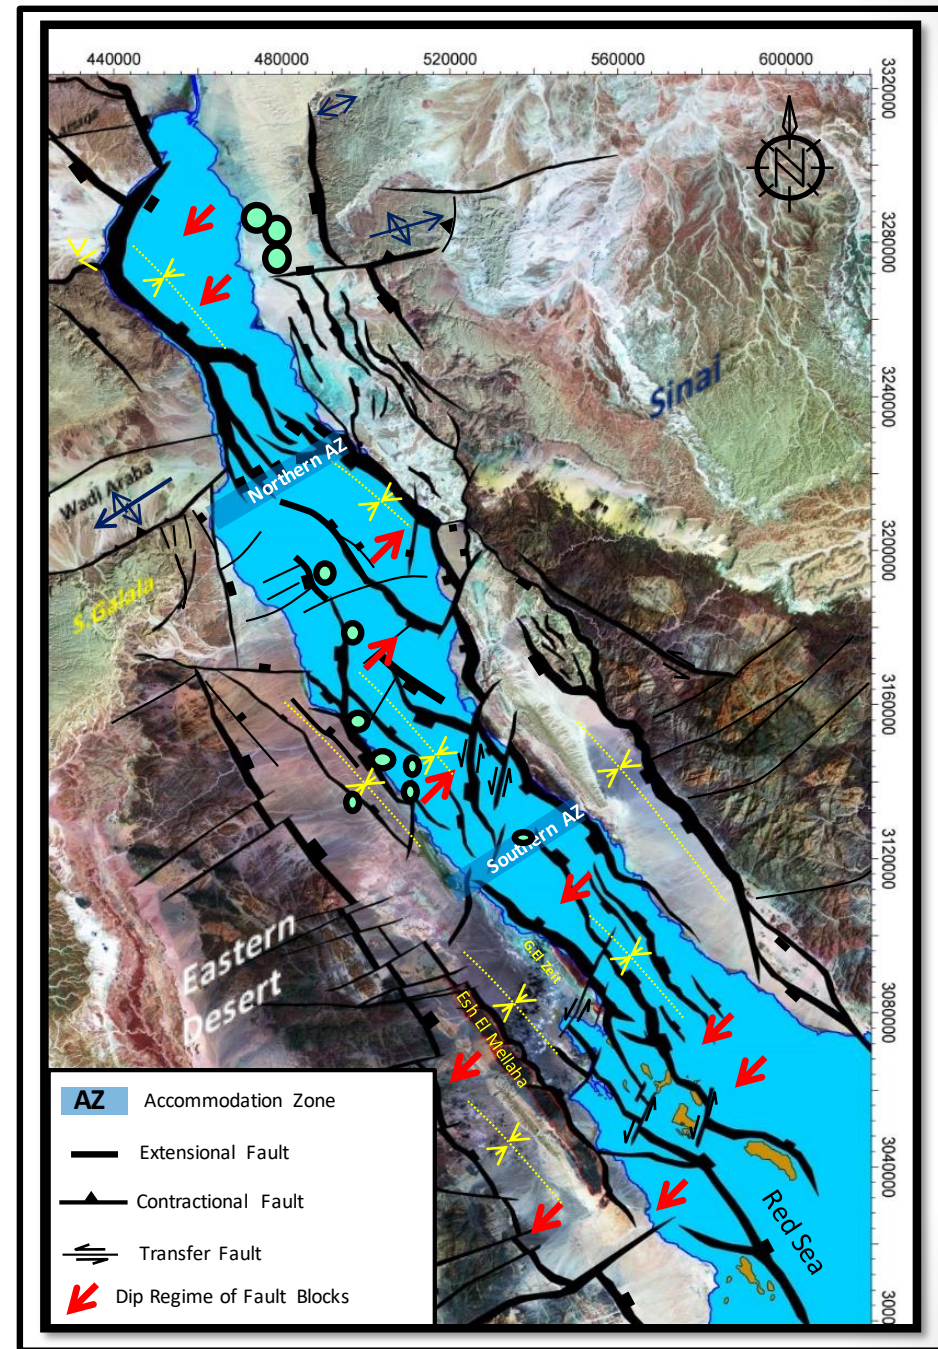 440000 480000 520000 560000 600000
3320000
3280000
3240000
3200000
3160000
3120000
3080000
3040000
3000
N
Sinai
Northern AZ
Wadi Araba
S.Galala
Southern AZ
G.El Zeit
Eastern
Desert
Esh El Mellaha
Red Sea
AZ Accommodation Zone
Extensional Fault
Contractional Fault
Transfer Fault
Dip Regime of Fault Blocks